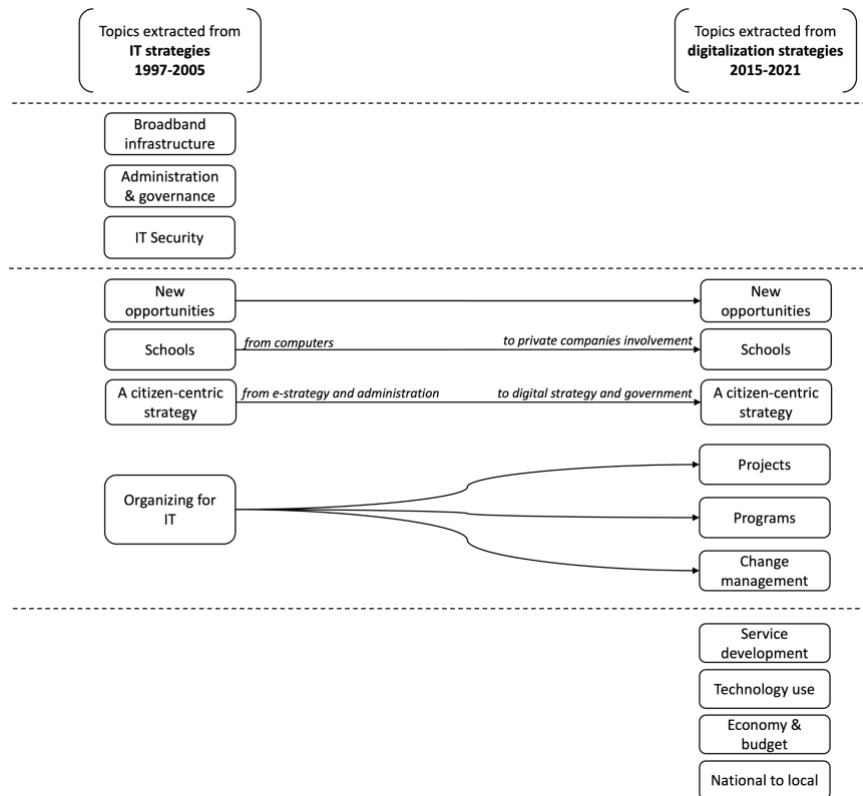 Topics extracted from
IT strategies
1997-2005
Topics extracted from
digitalization strategies
2015-2021
Broadband
infrastructure
Administration
& governance
IT Security
New
opportunities
New
opportunities
Schools
from computers
to private companies involvement
Schools
A citizen-centric
strategy
from e-strategy and administration
to digital strategy and government
A citizen-centric
strategy
Organizing for
IT
Projects
Programs
Change
management
Service
development
Technology use
Economy &
budget
National to local